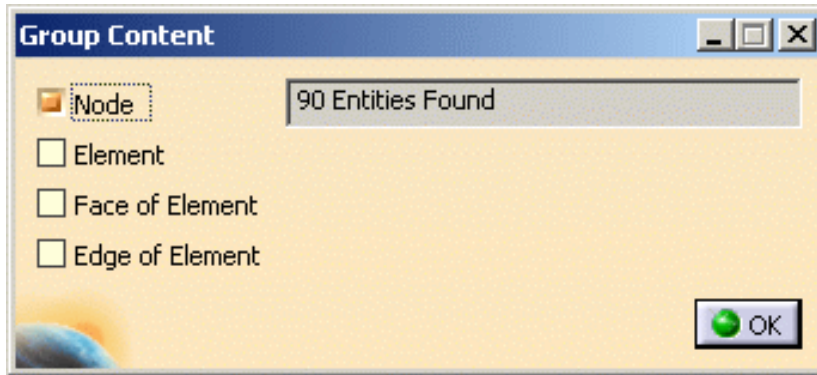 Group Content
Node
90 Entities Found
Element
Face of Element
Edge of Element
OK